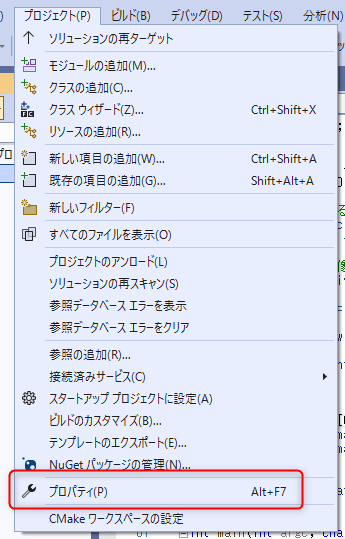 プロジェクト(P) ビルド(B) デバッグ(D) テスト(S) 分析(N)
ソリューションの再ターゲット
モジュールの追加(M)...
クラスの追加(C)...
クラス ウィザード(Z)... Ctrl+Shift+X
リソースの追加(R)...
新しい項目の追加(W)... Ctrl+Shift+A
既存の項目の追加(G)... Shift+Alt+A
新しいフィルター(F)
すべてのファイルを表示(O)
プロジェクトのアンロード(L)
ソリューションの再スキャン(S)
参照データベース エラーを表示
参照データベース エラーをクリア
参照の追加(R)...
接続済みサービス(C)
スタートアップ プロジェクトに設定(A)
ビルドのカスタマイズ(B)...
テンプレートのエクスポート(E)...
NuGet パッケージの管理(N)...
プロパティ(P) Alt+F7
CMake ワークスペースの設定